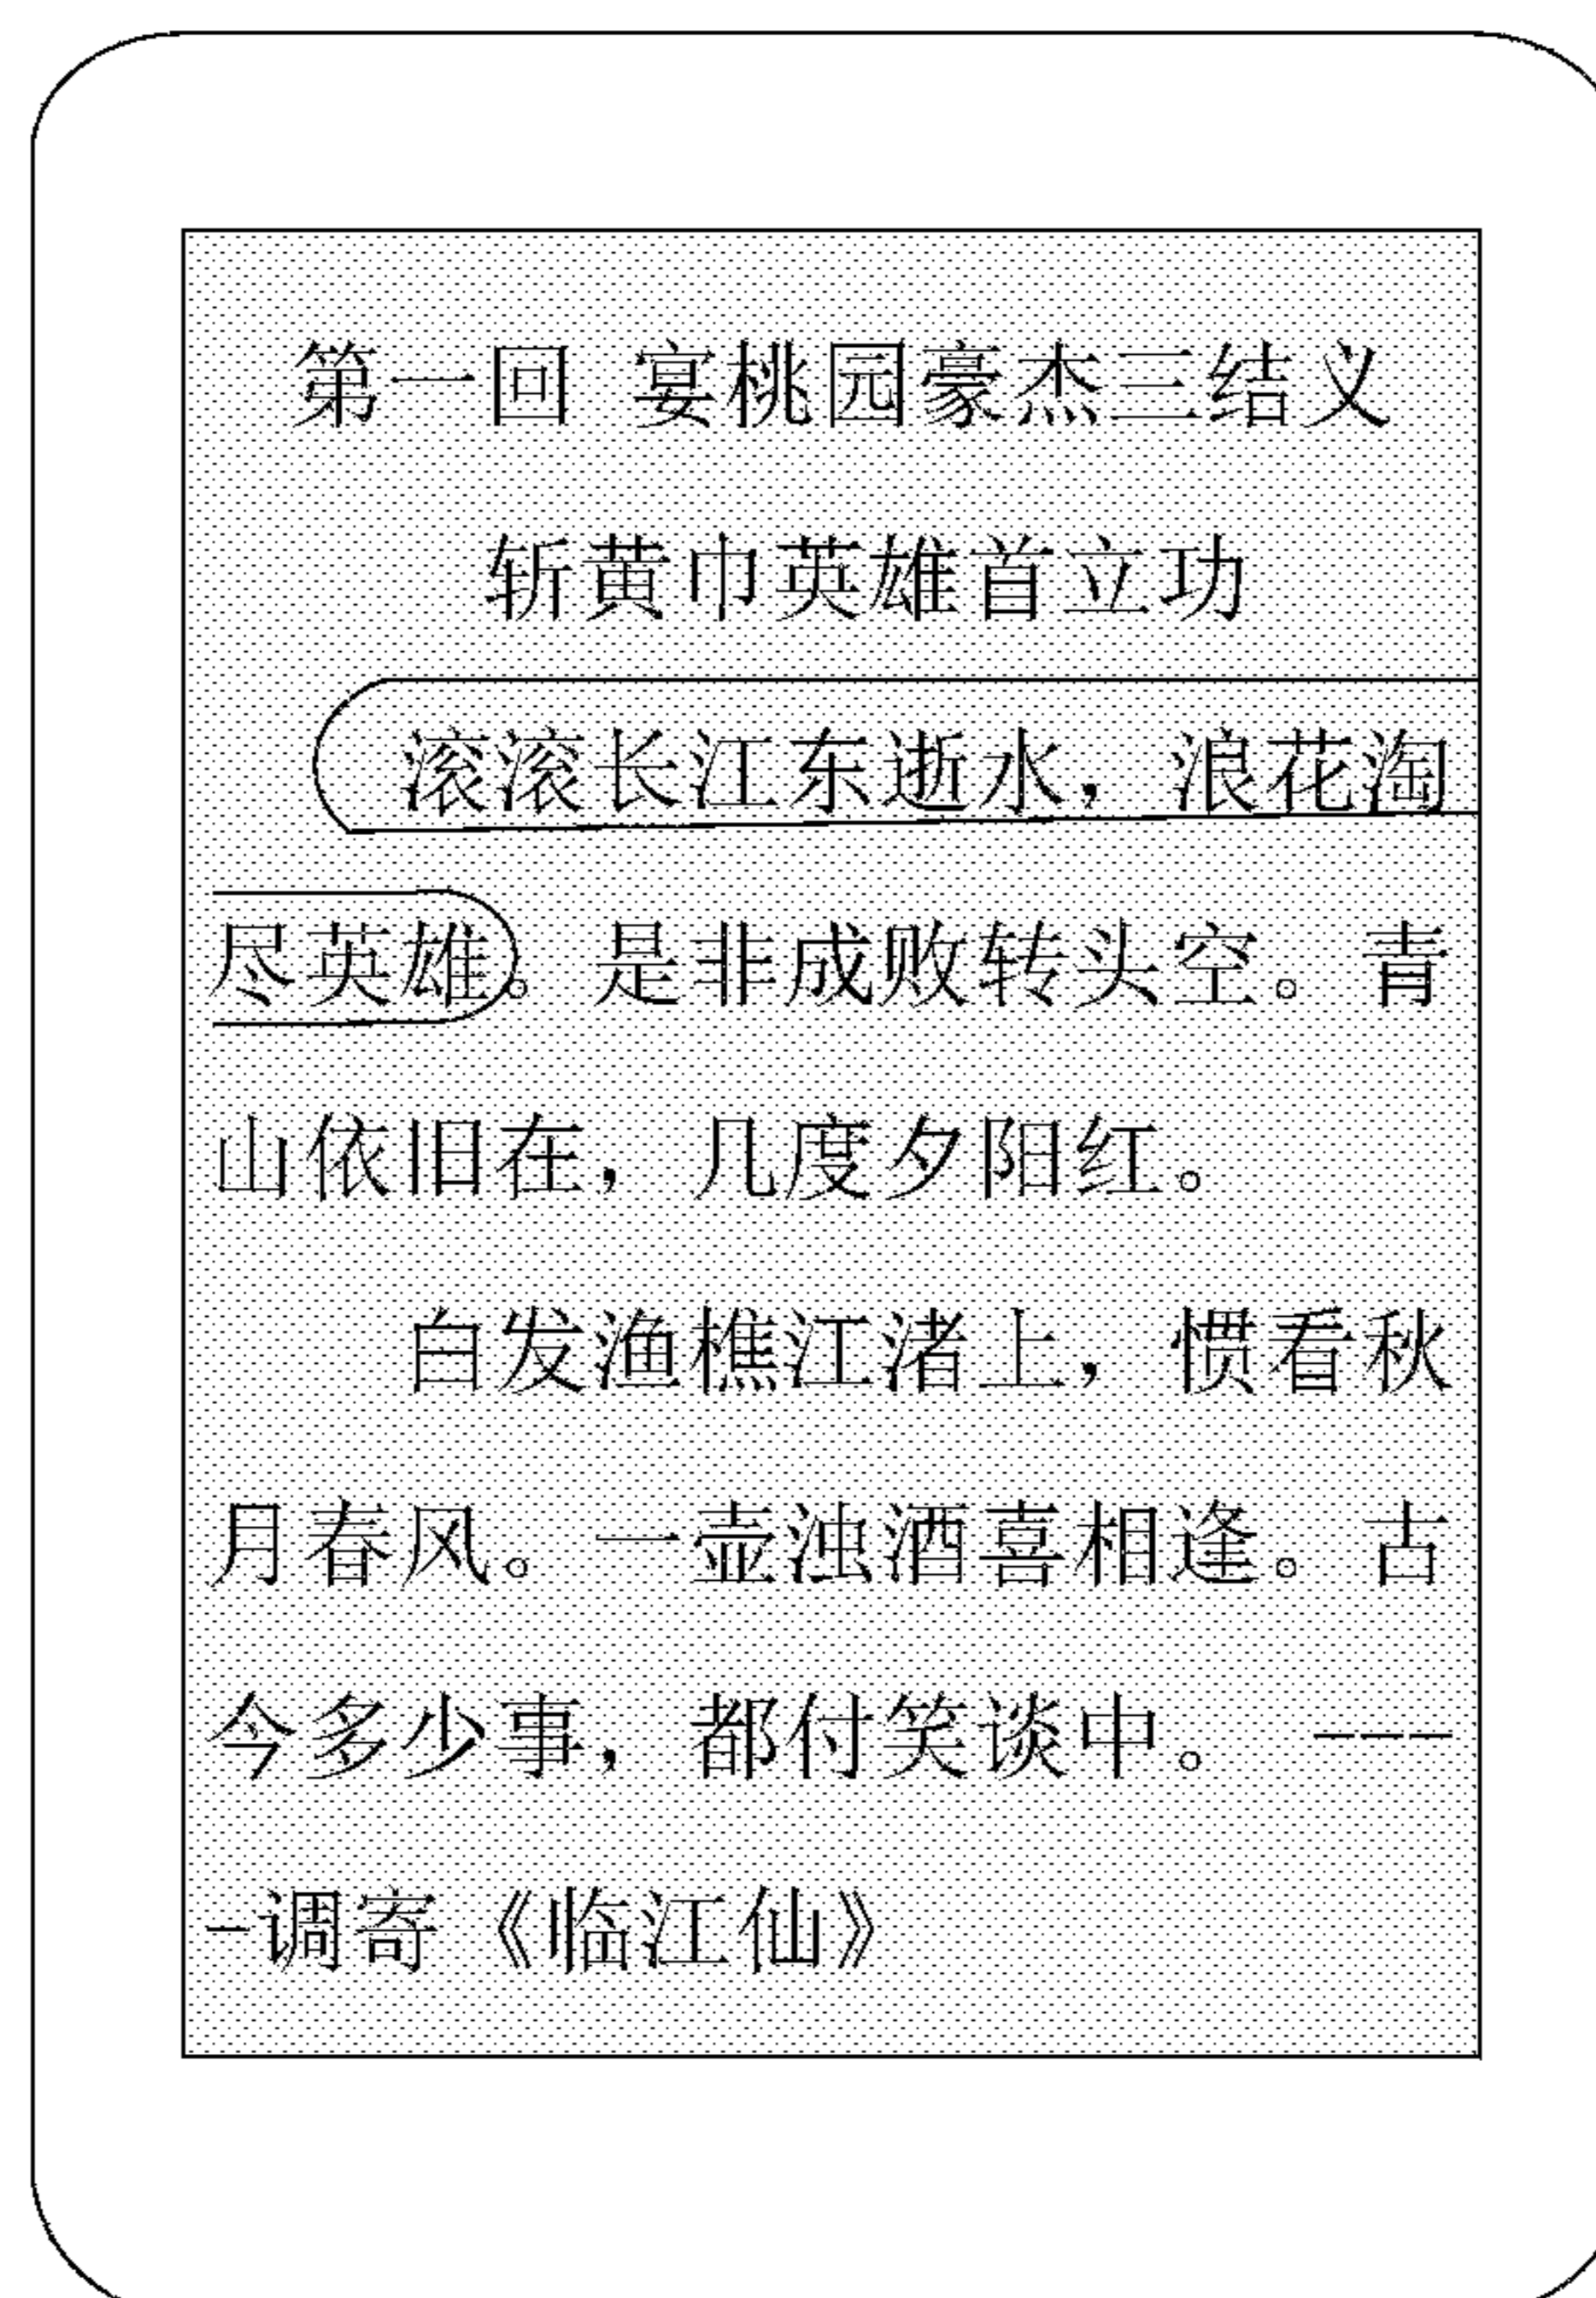 第一回 宴桃园豪杰三结义
斩黄巾英雄首立功
滚滚长江东逝水，浪花淘
尽英雄。是非成败转头空。青
山依旧在，几度夕阳红。
白发渔樵江渚上，惯看秋
月春风。一壶浊酒喜相逢。古
今多少事，都付笑谈中。 ---
-调寄《临江仙》